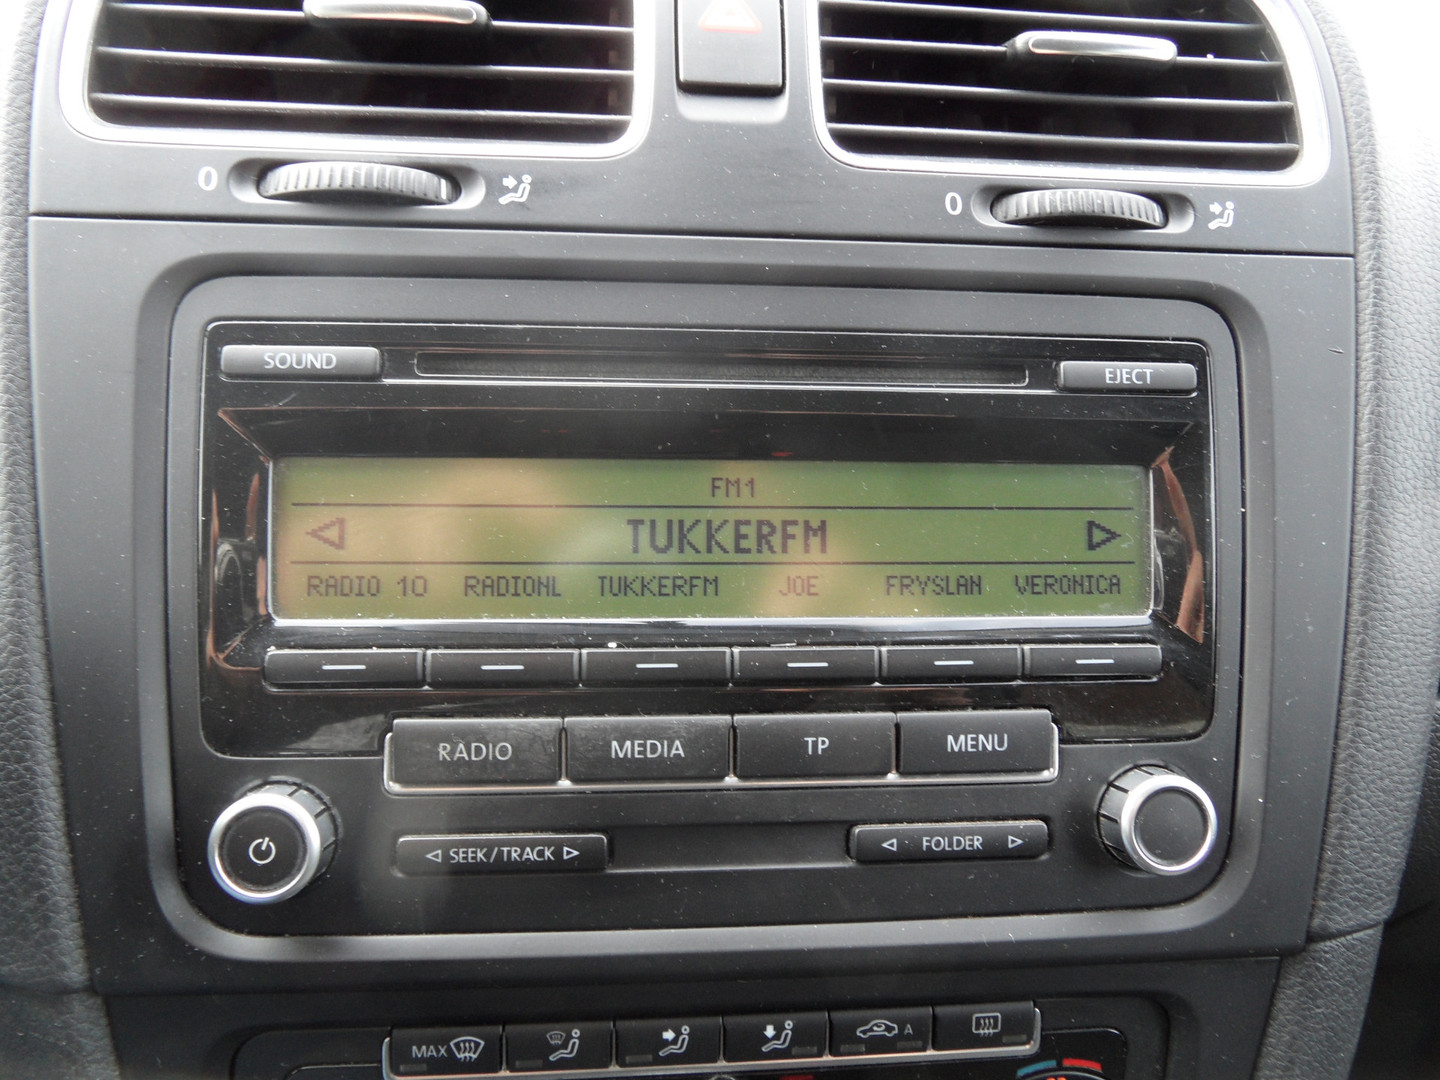 0
0
SOUND
EJECT
FM1
TUKKERFM
RADIO 10 RADIONL TUKKERFM JOE FRYSLAN VERONICA
RADIO MEDIA TP MENU
SEEK/TRACK
FOLDER
MAX
A